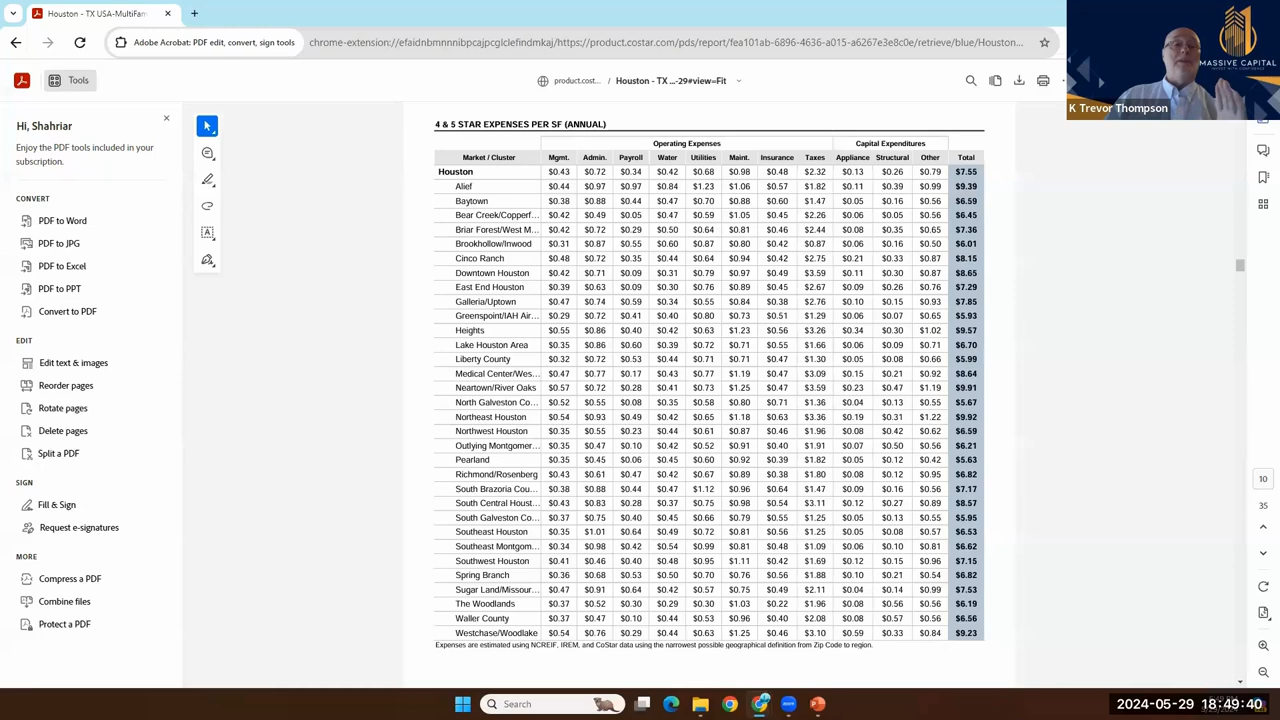 Houston - TX USA-MultiFam
Adobe Acrobat: PDF edit, convert, sign tools
chrome-extension://efaidnbmnnnibpcajpcglclefindmkaj/https://product.costar.com/pds/report/fea101ab-6896-4636-a015-a6267e3e8c0e/retrieve/blue/Houston...
MASSIVE CAPITAL
INVEST WITH CONFIDENCE
K Trevor Thompson
Tools
product.cost...
/
Houston - TX ...-29#view=Fit
Hi, Shahriar
Enjoy the PDF tools included in your
subscription.
CONVERT
PDF to Word
PDF to JPG
PDF to Excel
PDF to PPT
Convert to PDF
EDIT
Edit text & images
Reorder pages
Rotate pages
Delete pages
Split a PDF
SIGN
Fill & Sign
Request e-signatures
MORE
Compress a PDF
Combine files
Protect a PDF
4 & 5 STAR EXPENSES PER SF (ANNUAL)
Operating Expenses Capital Expenditures
Market / Cluster Mgmt. Admin. Payroll Water Utilities Maint. Insurance Taxes Appliance Structural Other Total
Houston $0.43 $0.72 $0.34 $0.42 $0.68 $0.98 $0.48 $2.32 $0.13 $0.26 $0.79 $7.55
Alief $0.44 $0.97 $0.97 $0.84 $1.23 $1.06 $0.57 $1.82 $0.11 $0.39 $0.99 $9.39
Baytown $0.38 $0.88 $0.44 $0.47 $0.70 $0.88 $0.60 $1.47 $0.05 $0.16 $0.56 $6.59
Bear Creek/Copperf... $0.42 $0.49 $0.05 $0.47 $0.59 $1.05 $0.45 $2.26 $0.06 $0.05 $0.56 $6.45
Briar Forest/West M... $0.42 $0.72 $0.29 $0.50 $0.64 $0.81 $0.46 $2.44 $0.08 $0.35 $0.65 $7.36
Brookhollow/Inwood $0.31 $0.87 $0.55 $0.60 $0.87 $0.80 $0.42 $0.87 $0.06 $0.16 $0.50 $6.01
Cinco Ranch $0.48 $0.72 $0.35 $0.44 $0.64 $0.94 $0.42 $2.75 $0.21 $0.33 $0.87 $8.15
Downtown Houston $0.42 $0.71 $0.09 $0.31 $0.79 $0.97 $0.49 $3.59 $0.11 $0.30 $0.87 $8.65
East End Houston $0.39 $0.63 $0.09 $0.30 $0.76 $0.89 $0.45 $2.67 $0.09 $0.26 $0.76 $7.29
Galleria/Uptown $0.47 $0.74 $0.59 $0.34 $0.55 $0.84 $0.38 $2.76 $0.10 $0.15 $0.93 $7.85
Greenspoint/IAH Air... $0.29 $0.72 $0.41 $0.40 $0.80 $0.73 $0.51 $1.29 $0.06 $0.07 $0.65 $5.93
Heights $0.55 $0.86 $0.40 $0.42 $0.63 $1.23 $0.56 $3.26 $0.34 $0.30 $1.02 $9.57
Lake Houston Area $0.35 $0.86 $0.60 $0.39 $0.72 $0.71 $0.55 $1.66 $0.06 $0.09 $0.71 $6.70
Liberty County $0.32 $0.72 $0.53 $0.44 $0.71 $0.71 $0.47 $1.30 $0.05 $0.08 $0.66 $5.99
Medical Center/Wes... $0.47 $0.77 $0.17 $0.43 $0.77 $1.19 $0.47 $3.09 $0.15 $0.21 $0.92 $8.64
Neartown/River Oaks $0.57 $0.72 $0.28 $0.41 $0.73 $1.25 $0.47 $3.59 $0.23 $0.47 $1.19 $9.91
North Galveston Co... $0.52 $0.55 $0.08 $0.35 $0.58 $0.80 $0.71 $1.36 $0.04 $0.13 $0.55 $5.67
Northeast Houston $0.54 $0.93 $0.49 $0.42 $0.65 $1.18 $0.63 $3.36 $0.19 $0.31 $1.22 $9.92
Northwest Houston $0.35 $0.55 $0.23 $0.44 $0.61 $0.87 $0.46 $1.96 $0.08 $0.42 $0.62 $6.59
Outlying Montgomer... $0.35 $0.47 $0.10 $0.42 $0.52 $0.91 $0.40 $1.91 $0.07 $0.50 $0.56 $6.21
Pearland $0.35 $0.45 $0.06 $0.45 $0.60 $0.92 $0.39 $1.82 $0.05 $0.12 $0.42 $5.63
Richmond/Rosenberg $0.43 $0.61 $0.47 $0.42 $0.67 $0.89 $0.38 $1.80 $0.08 $0.12 $0.95 $6.82
South Brazoria Cou... $0.38 $0.88 $0.44 $0.47 $1.12 $0.96 $0.64 $1.47 $0.09 $0.16 $0.56 $7.17
South Central Houst... $0.43 $0.83 $0.28 $0.37 $0.75 $0.98 $0.54 $3.11 $0.12 $0.27 $0.89 $8.57
South Galveston Co... $0.37 $0.75 $0.40 $0.45 $0.66 $0.79 $0.55 $1.25 $0.05 $0.13 $0.55 $5.95
Southeast Houston $0.35 $1.01 $0.64 $0.49 $0.72 $0.81 $0.56 $1.25 $0.05 $0.08 $0.57 $6.53
Southeast Montgom... $0.34 $0.98 $0.42 $0.54 $0.99 $0.81 $0.48 $1.09 $0.06 $0.10 $0.81 $6.62
Southwest Houston $0.41 $0.46 $0.40 $0.48 $0.95 $1.11 $0.42 $1.69 $0.12 $0.15 $0.96 $7.15
Spring Branch $0.36 $0.68 $0.53 $0.50 $0.70 $0.76 $0.56 $1.88 $0.10 $0.21 $0.54 $6.82
Sugar Land/Missour... $0.47 $0.91 $0.64 $0.42 $0.57 $0.75 $0.49 $2.11 $0.04 $0.14 $0.99 $7.53
The Woodlands $0.37 $0.52 $0.30 $0.29 $0.30 $1.03 $0.22 $1.96 $0.08 $0.56 $0.56 $6.19
Waller County $0.37 $0.47 $0.10 $0.44 $0.53 $0.96 $0.40 $2.08 $0.08 $0.57 $0.56 $6.56
Westchase/Woodlake $0.54 $0.76 $0.29 $0.44 $0.63 $1.25 $0.46 $3.10 $0.59 $0.33 $0.84 $9.23
Expenses are estimated using NCREIF, IREM, and CoStar data using the narrowest possible geographical definition from Zip Code to region.
10
35
Search
2024-05-29 18:49:40